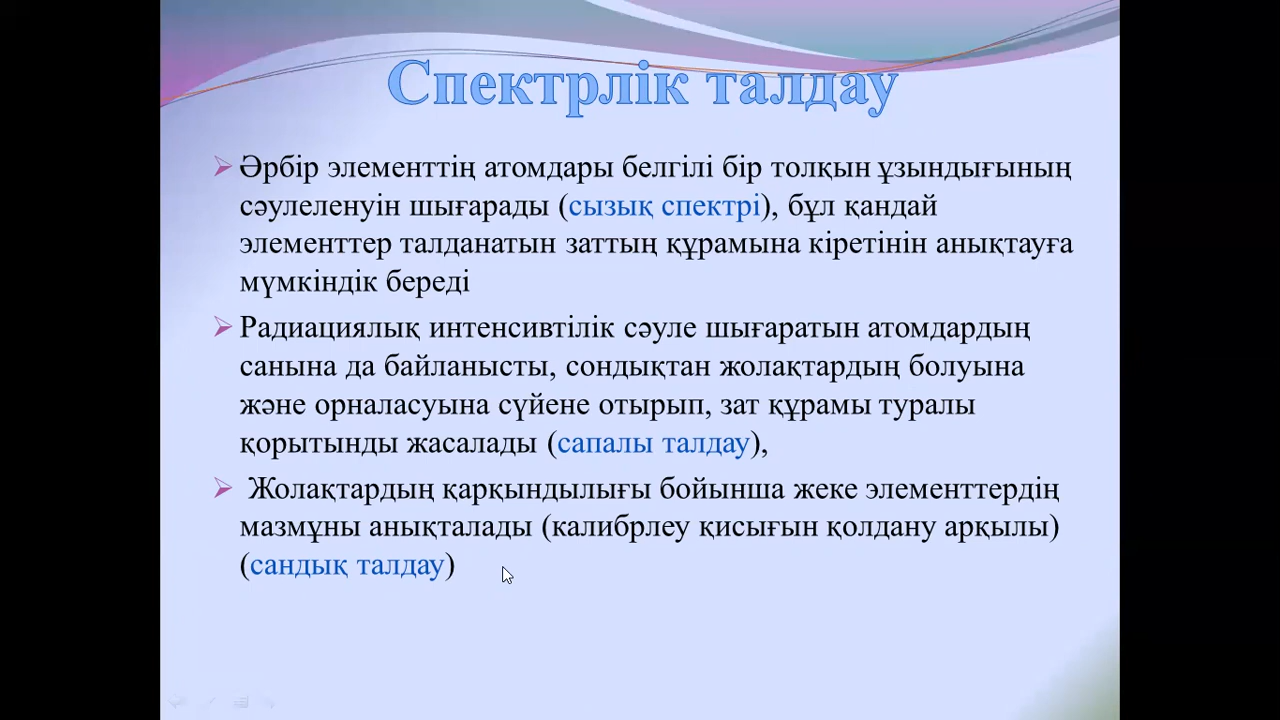 Спектрлік талдау
Әрбір элементтің атомдары белгілі бір толқын ұзындығының
сәулеленуін шығарады (сызық спектрі), бұл қандай
элементтер талданатын заттың құрамына кіретінін анықтауға
мүмкіндік береді
Радиациялық интенсивтілік сәуле шығаратын атомдардың
санына да байланысты, сондықтан жолақтардың болуына
және орналасуына сүйене отырып, зат құрамы туралы
қорытынды жасалады (сапалы талдау),
Жолақтардың қарқындылығы бойынша жеке элементтердің
мазмұны анықталады (калибрлеу қисығын қолдану арқылы)
(сандық талдау)